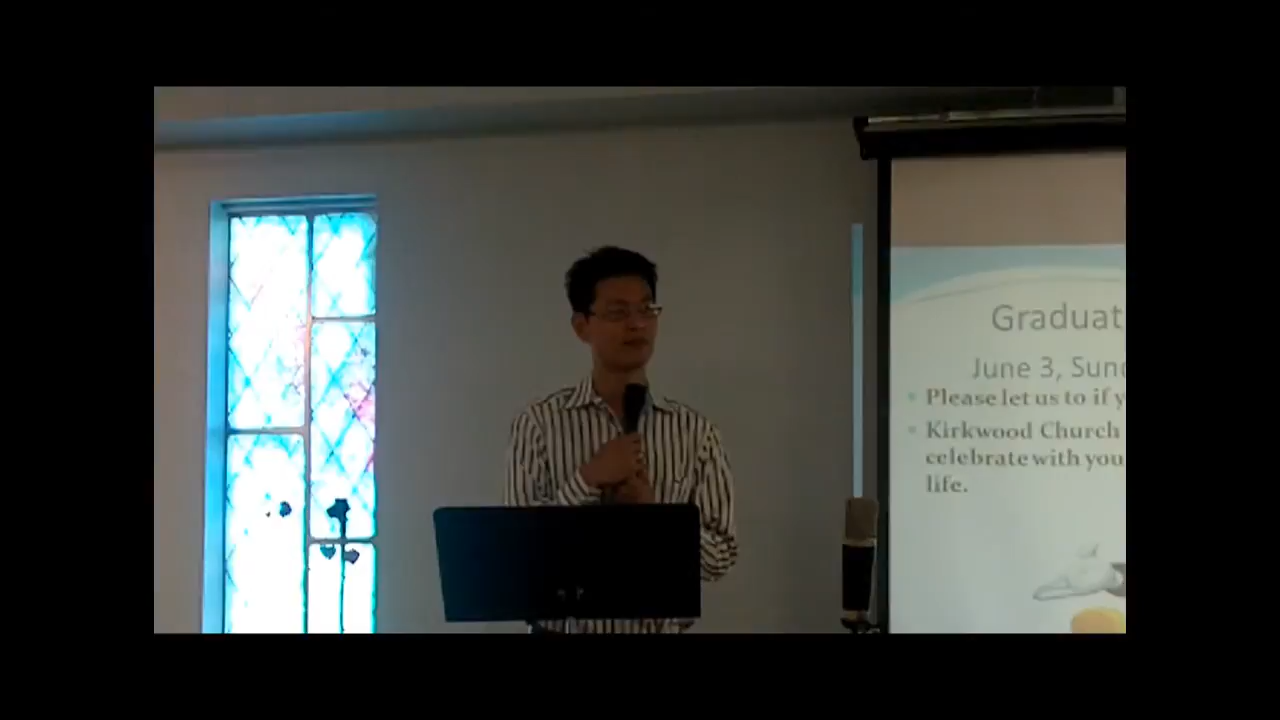 Graduat
June 3, Sun
Please let us to if y
Kirkwood Church
celebrate with you
life.